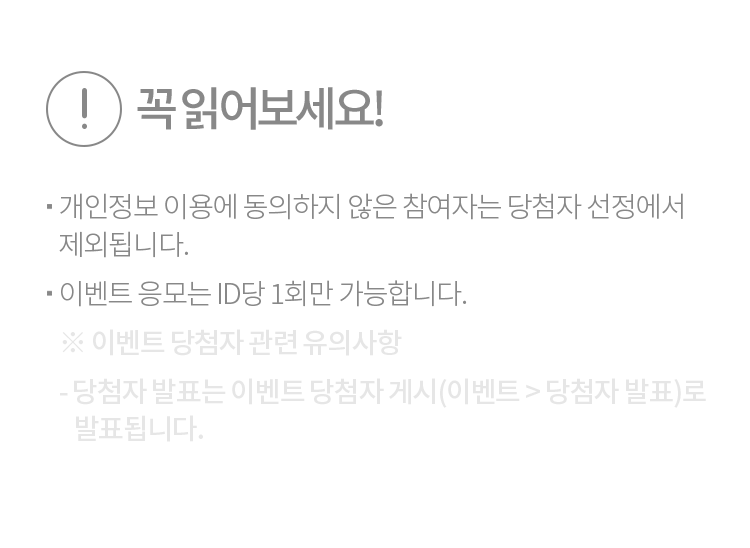 ! 꼭 읽어보세요!
· 개인정보 이용에 동의하지 않은 참여자는 당첨자 선정에서
제외됩니다.
· 이벤트 응모는 ID당 1회만 가능합니다.
※ 이벤트 당첨자 관련 유의사항
- 당첨자 발표는 이벤트 당첨자 게시(이벤트 > 당첨자 발표)로
발표됩니다.